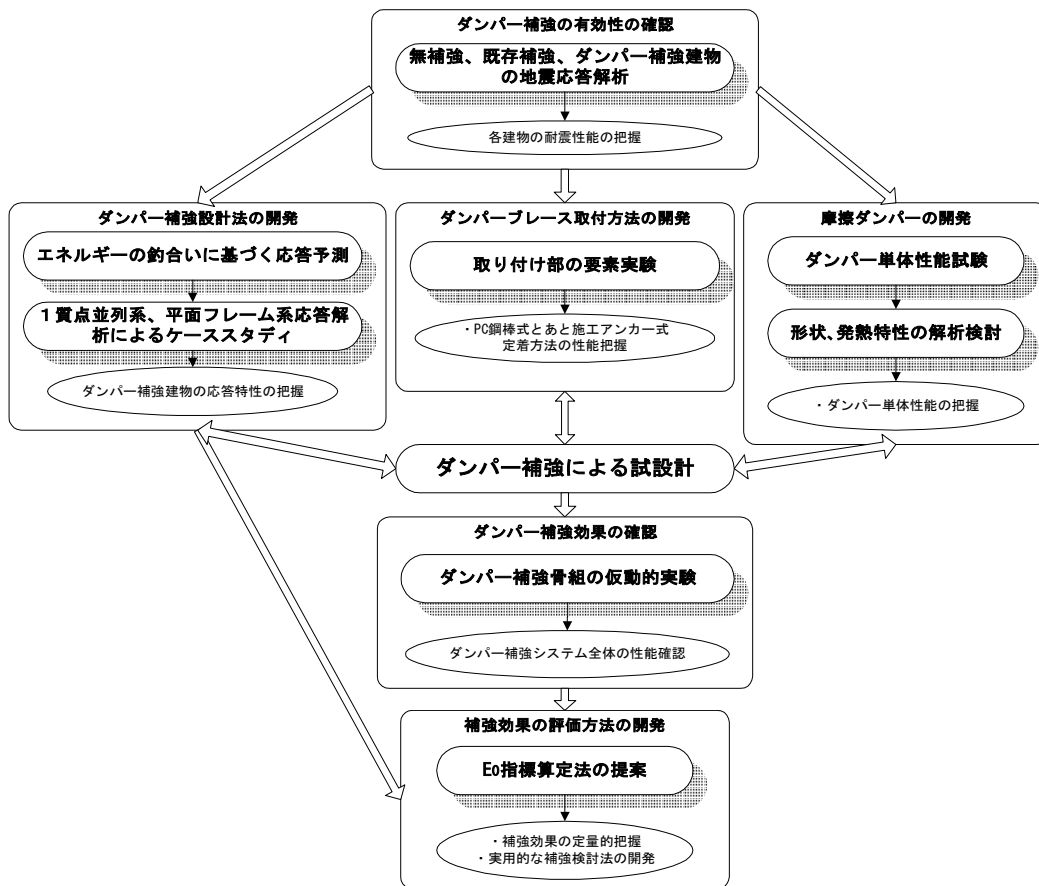 ダンパー補強の有効性の確認
無補強、既存補強、ダンパー補強建物
の地震応答解析
各建物の耐震性能の把握
ダンパー補強設計法の開発
エネルギーの釣合いに基づく応答予測
1質点並列系、平面フレーム系応答解
析によるケーススタディ
ダンパー補強建物の応答特性の把握
ダンパーブレース取付方法の開発
取り付け部の要素実験
・PC鋼棒式とあと施工アンカー式
定着方法の性能把握
摩擦ダンパーの開発
ダンパー単体性能試験
形状、発熱特性の解析検討
・ダンパー単体性能の把握
ダンパー補強による試設計
ダンパー補強効果の確認
ダンパー補強骨組の仮動的実験
ダンパー補強システム全体の性能確認
補強効果の評価方法の開発
E0指標算定法の提案
・補強効果の定量的把握
・実用的な補強検討法の開発